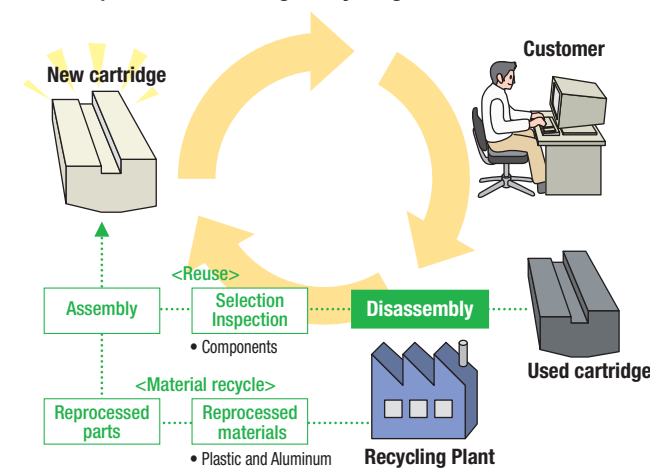 Customer
New cartridge
<Reuse>
Assembly
Selection
Inspection
Disassembly
• Components
Used cartridge
<Material recycle>
Reprocessed
parts
Reprocessed
materials
• Plastic and Aluminum
Recycling Plant